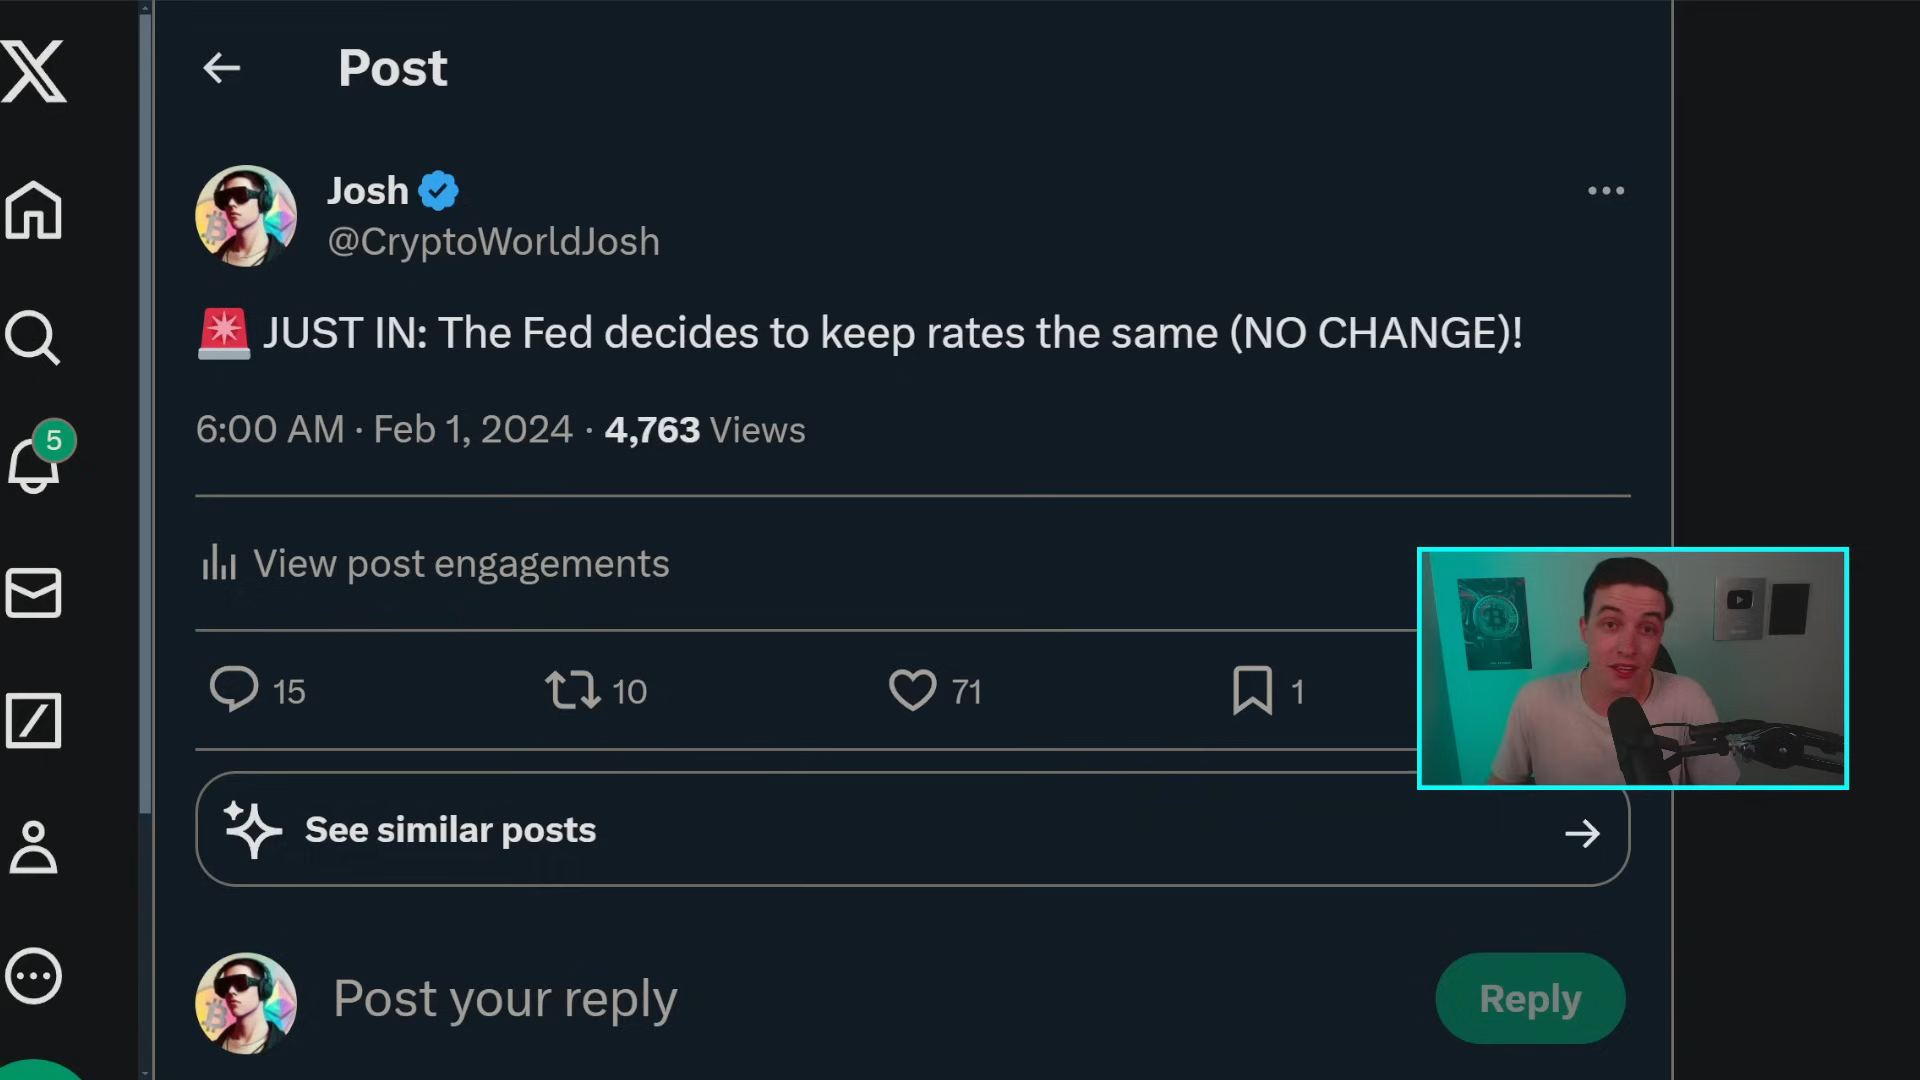 Post
Josh
@CryptoWorldJosh
🚨 JUST IN: The Fed decides to keep rates the same (NO CHANGE)!
6:00 AM · Feb 1, 2024 · 4,763 Views
5
View post engagements
15 10 71 1
See similar posts
Post your reply
Reply